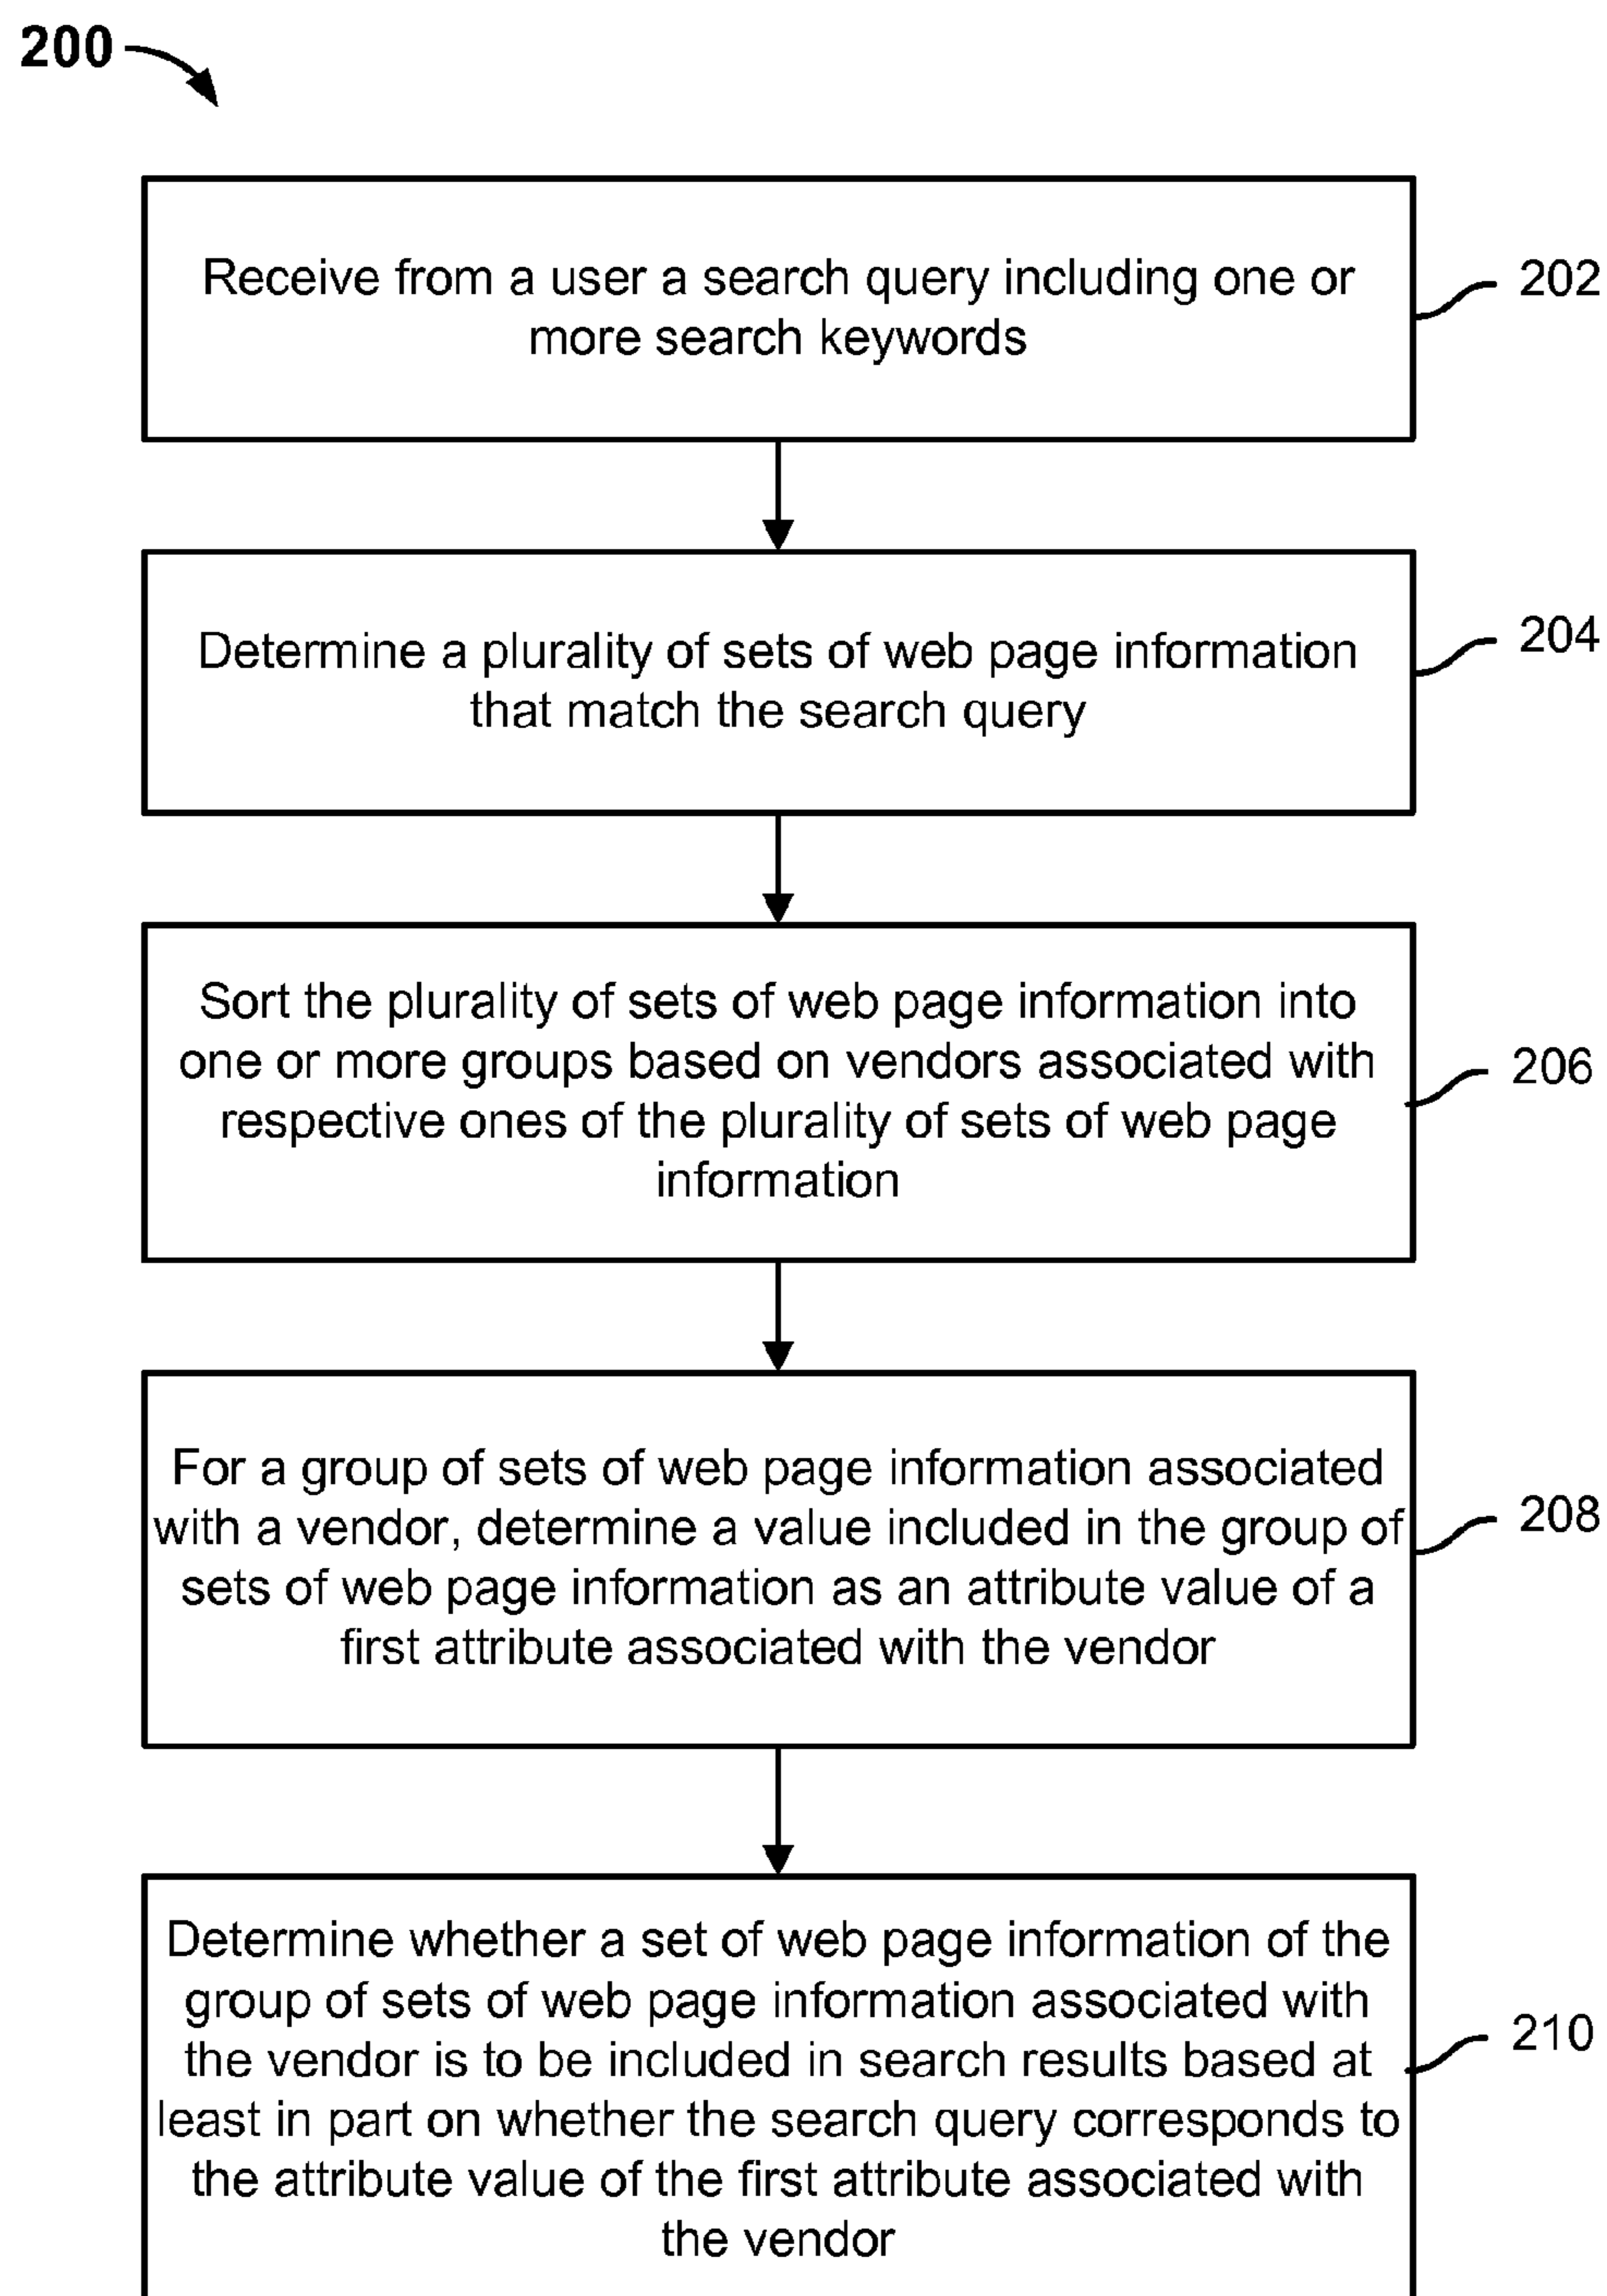 200
Receive from a user a search query including one or
more search keywords
202
Determine a plurality of sets of web page information
that match the search query
204
Sort the plurality of sets of web page information into
one or more groups based on vendors associated with
respective ones of the plurality of sets of web page
information
206
For a group of sets of web page information associated
with a vendor, determine a value included in the group of
sets of web page information as an attribute value of a
first attribute associated with the vendor
208
Determine whether a set of web page information of the
group of sets of web page information associated with
the vendor is to be included in search results based at
least in part on whether the search query corresponds to
the attribute value of the first attribute associated with
the vendor
210